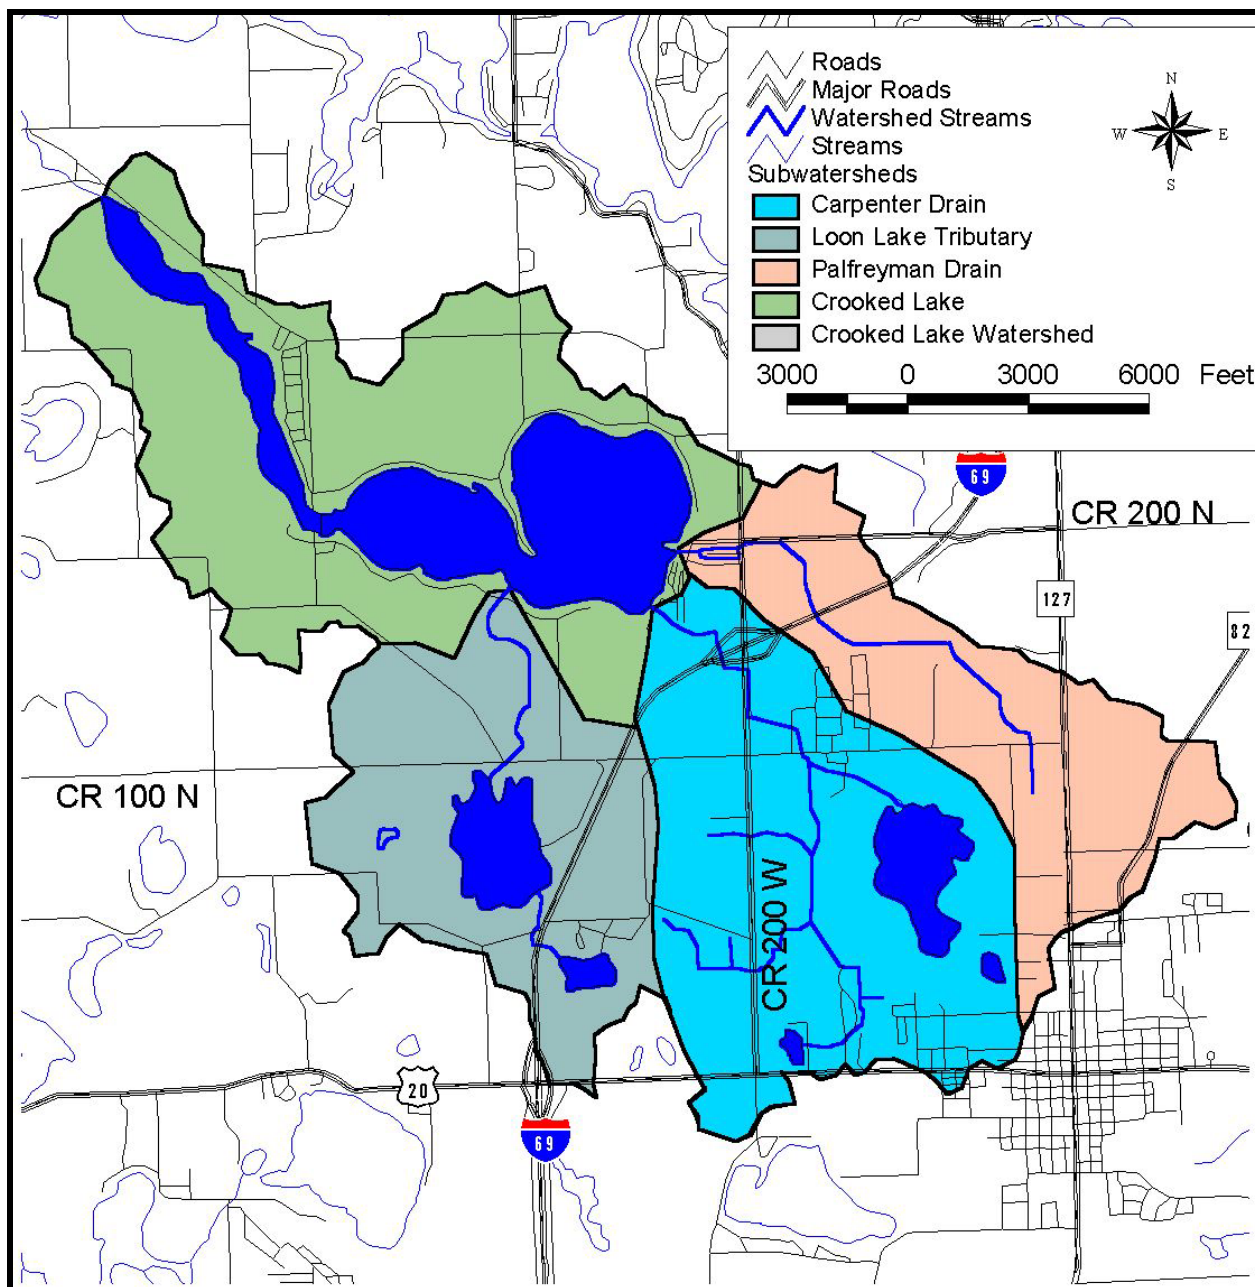 Roads
Major Roads
Watershed Streams
Streams
Subwatersheds
Carpenter Drain
Loon Lake Tributary
Palfreyman Drain
Crooked Lake
Crooked Lake Watershed
N
W
E
S
3000 0 3000 6000 Feet
69
CR 200 N
127
82
CR 100 N
CR 200 W
20
69